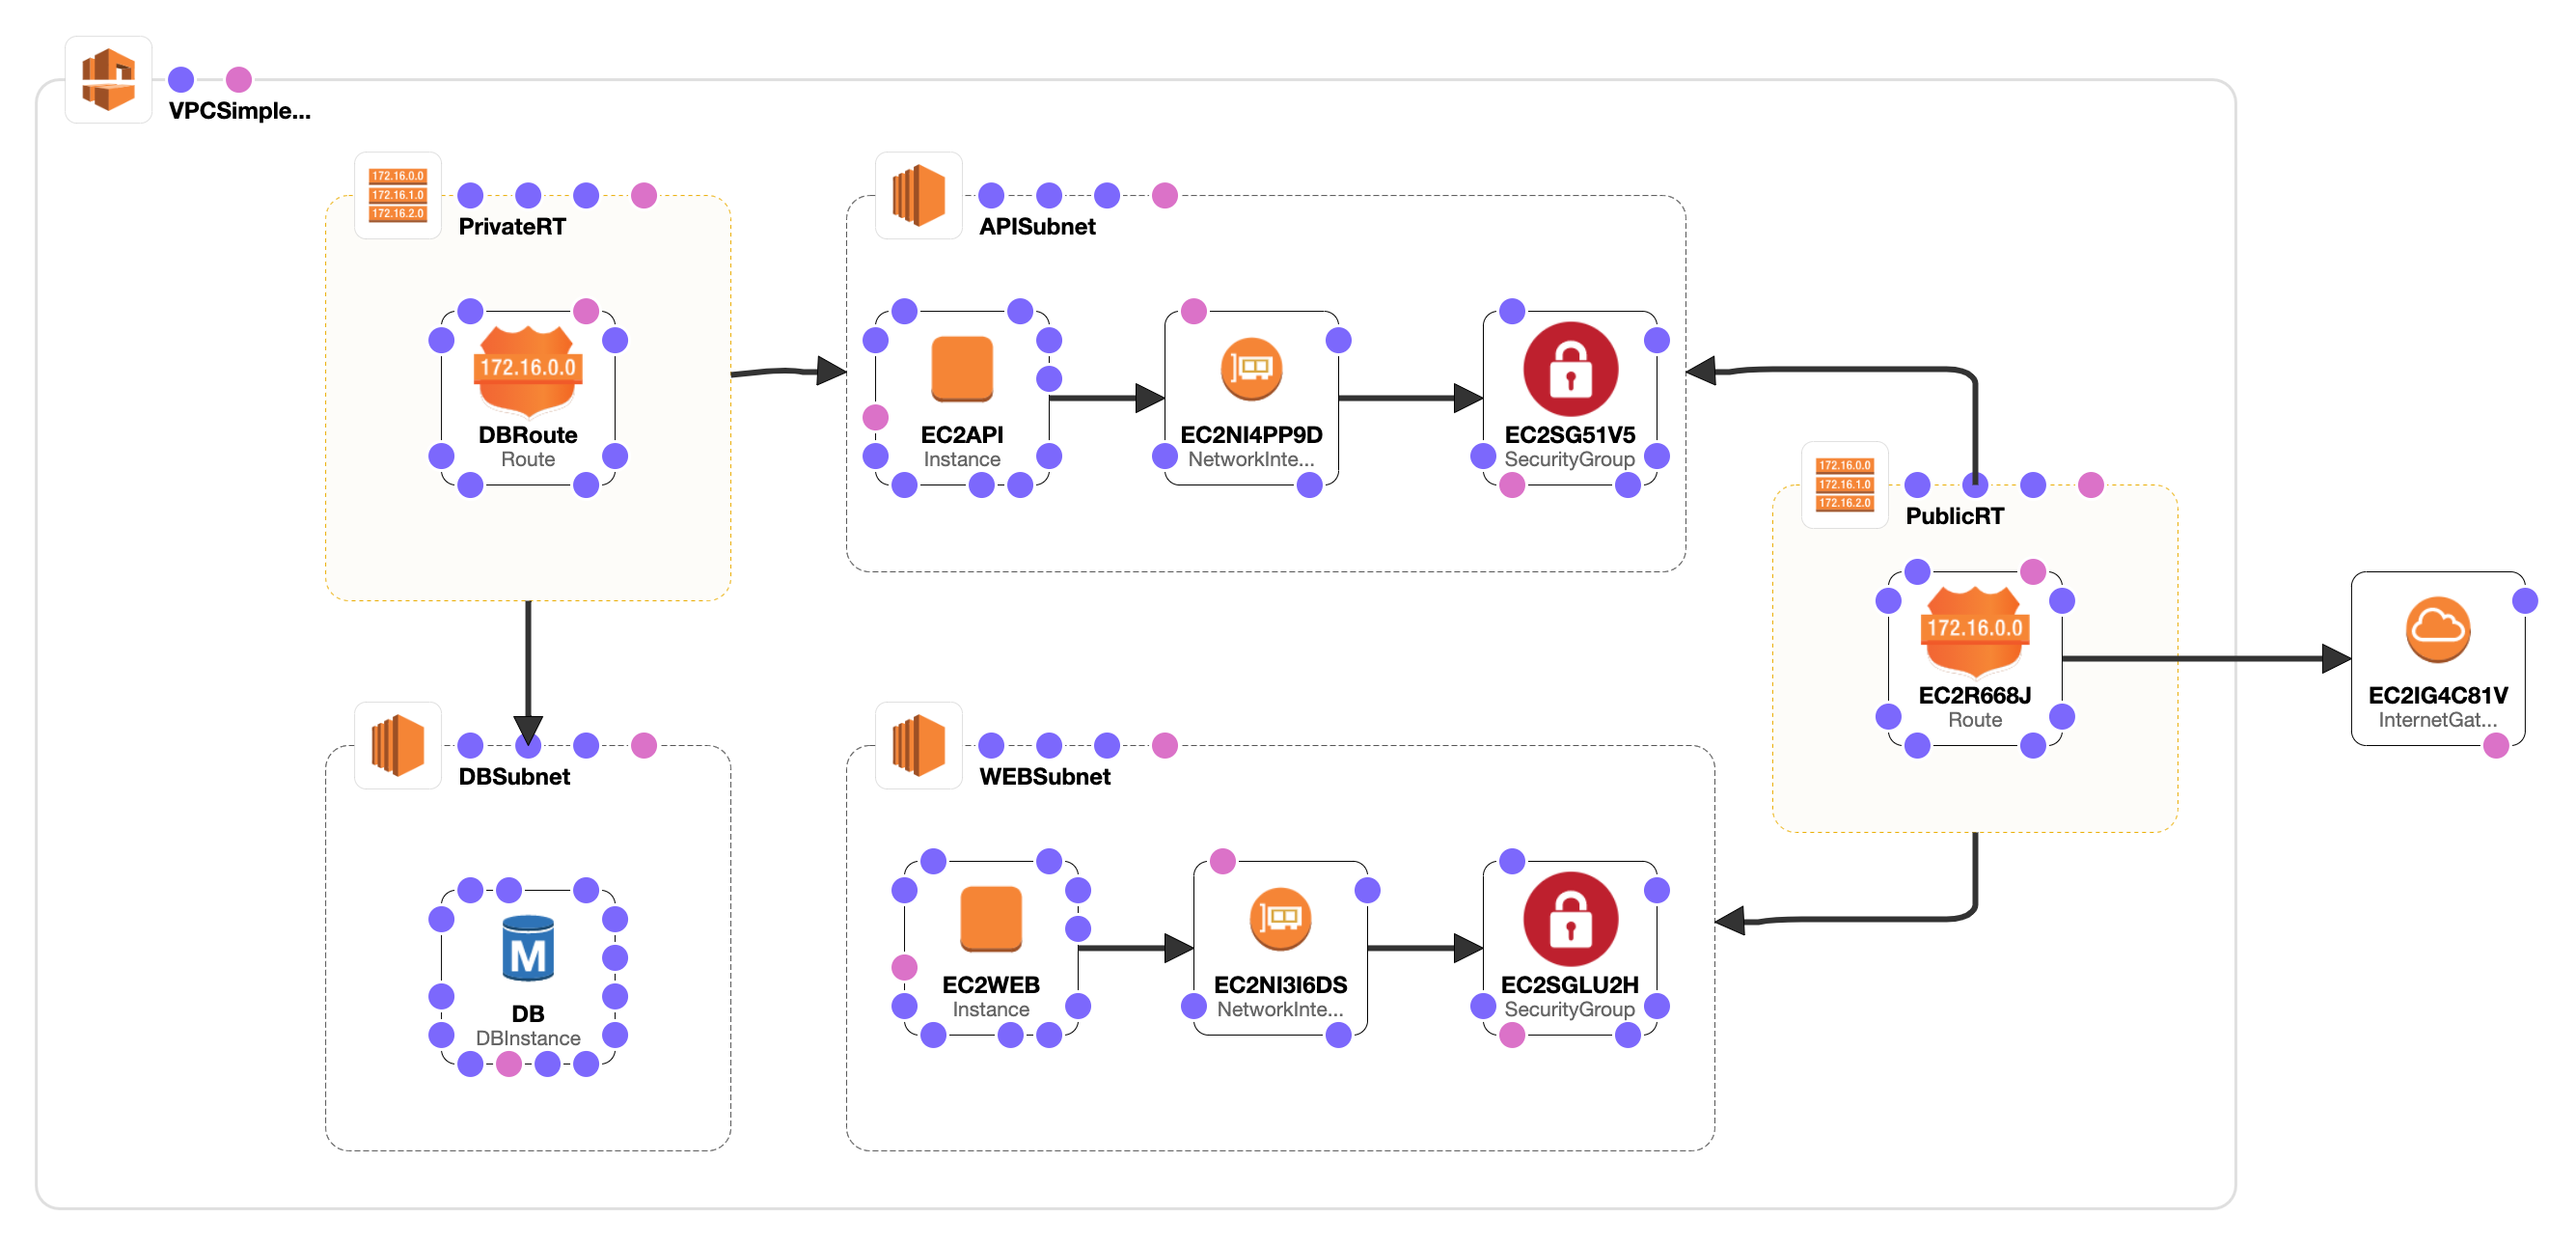 VPCSimple...
172.16.0.0
172.16.1.0
172.16.2.0
PrivateRT
172.16.0.0
DBRoute
Route
APISubnet
EC2API
Instance
EC2NI4PP9D
NetworkInte...
EC2SG51V5
SecurityGroup
172.16.0.0
172.16.1.0
172.16.2.0
PublicRT
172.16.0.0
EC2R668J
Route
EC2IG4C81V
InternetGat...
DBSubnet
M
DB
DBInstance
WEBSubnet
EC2WEB
Instance
EC2NI3I6DS
NetworkInte...
EC2SGLU2H
SecurityGroup